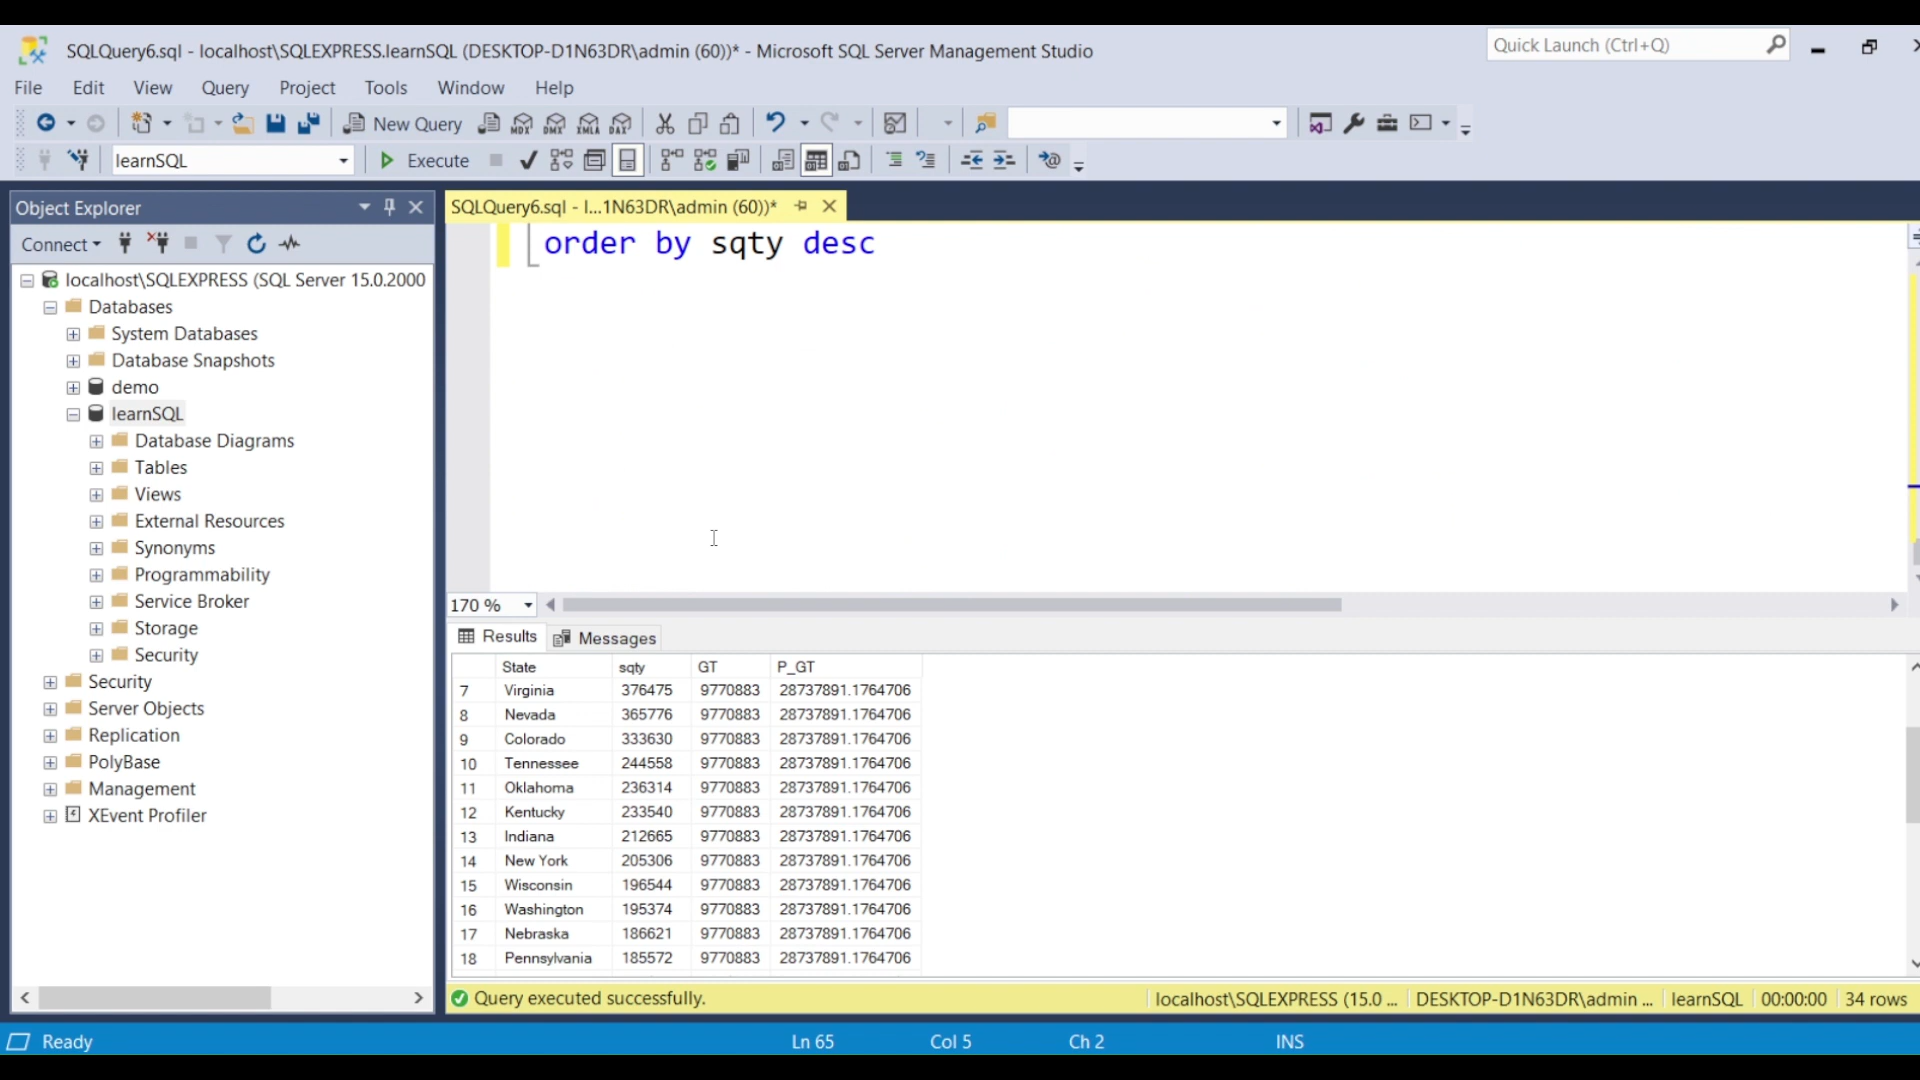 SQLQuery6.sql - localhost\SQLEXPRESS.learnSQL (DESKTOP-D1N63DR\admin (60))* - Microsoft SQL Server Management Studio
Quick Launch (Ctrl+Q)
File Edit View Query Project Tools Window Help
New Query MDX DMX XMLA DAX
learnSQL Execute
Object Explorer
SQLQuery6.sql - l...1N63DR\admin (60))*
Connect
order by sqty desc
localhost\SQLEXPRESS (SQL Server 15.0.2000
Databases
System Databases
Database Snapshots
demo
learnSQL
Database Diagrams
Tables
Views
External Resources
Synonyms
Programmability
Service Broker
Storage
Security
Security
Server Objects
Replication
PolyBase
Management
XEvent Profiler
170 %
Results Messages
State sqty GT P_GT
7 Virginia 376475 9770883 28737891.1764706
8 Nevada 365776 9770883 28737891.1764706
9 Colorado 333630 9770883 28737891.1764706
10 Tennessee 244558 9770883 28737891.1764706
11 Oklahoma 236314 9770883 28737891.1764706
12 Kentucky 233540 9770883 28737891.1764706
13 Indiana 212665 9770883 28737891.1764706
14 New York 205306 9770883 28737891.1764706
15 Wisconsin 196544 9770883 28737891.1764706
16 Washington 195374 9770883 28737891.1764706
17 Nebraska 186621 9770883 28737891.1764706
18 Pennsylvania 185572 9770883 28737891.1764706
Query executed successfully. localhost\SQLEXPRESS (15.0 ... DESKTOP-D1N63DR\admin ... learnSQL 00:00:00 34 rows
Ready Ln 65 Col 5 Ch 2 INS